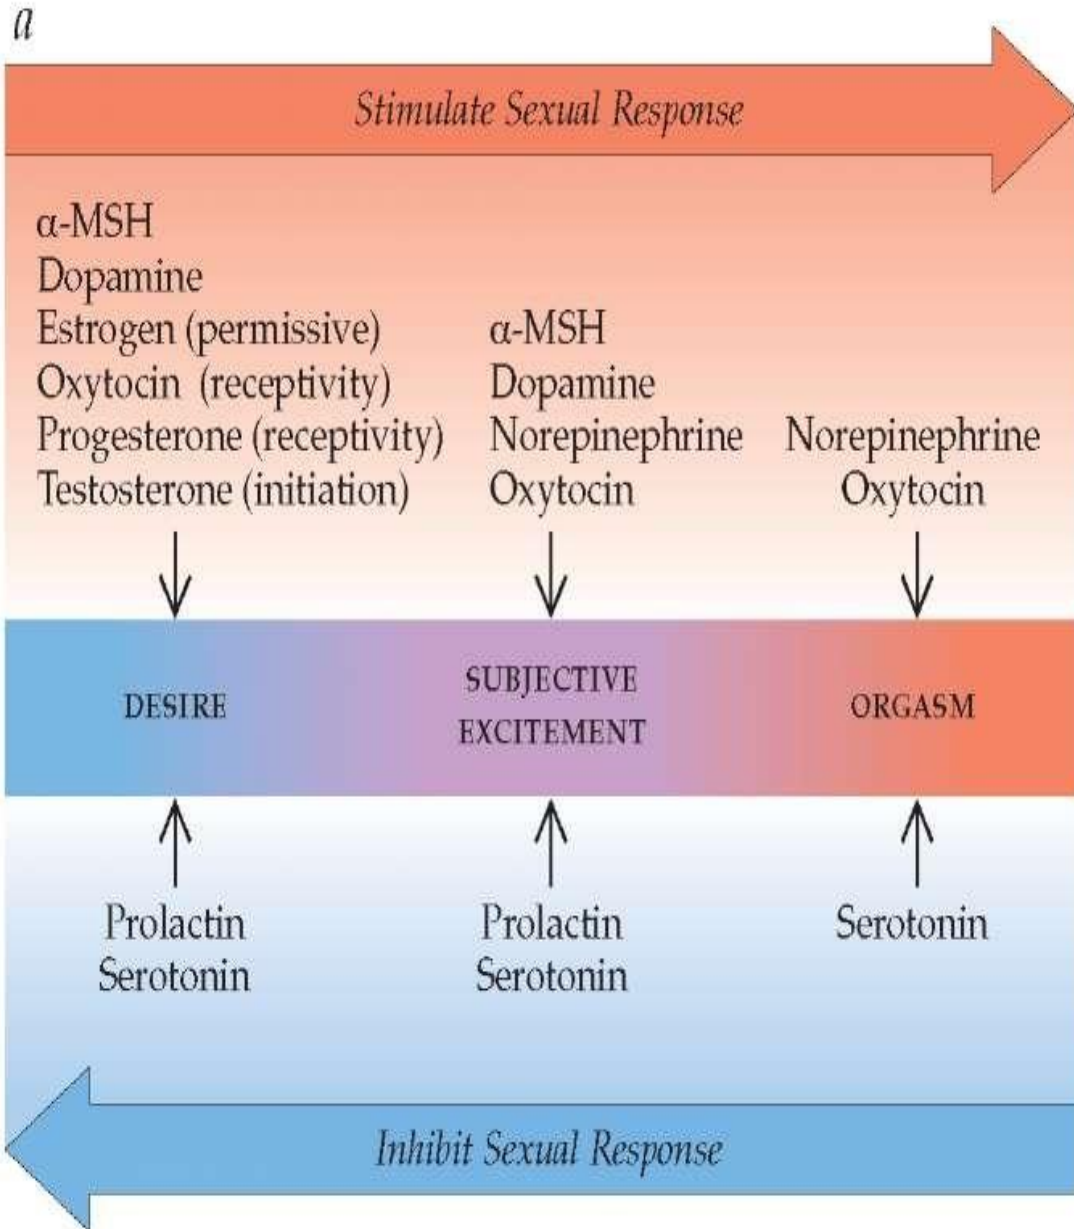 a
Stimulate Sexual Response
α-MSH
Dopamine
Estrogen (permissive)
Oxytocin (receptivity)
Progesterone (receptivity)
Testosterone (initiation)
α-MSH
Dopamine
Norepinephrine
Oxytocin
Norepinephrine
Oxytocin
DESIRE
SUBJECTIVE
EXCITEMENT
ORGASM
Prolactin
Serotonin
Prolactin
Serotonin
Serotonin
Inhibit Sexual Response